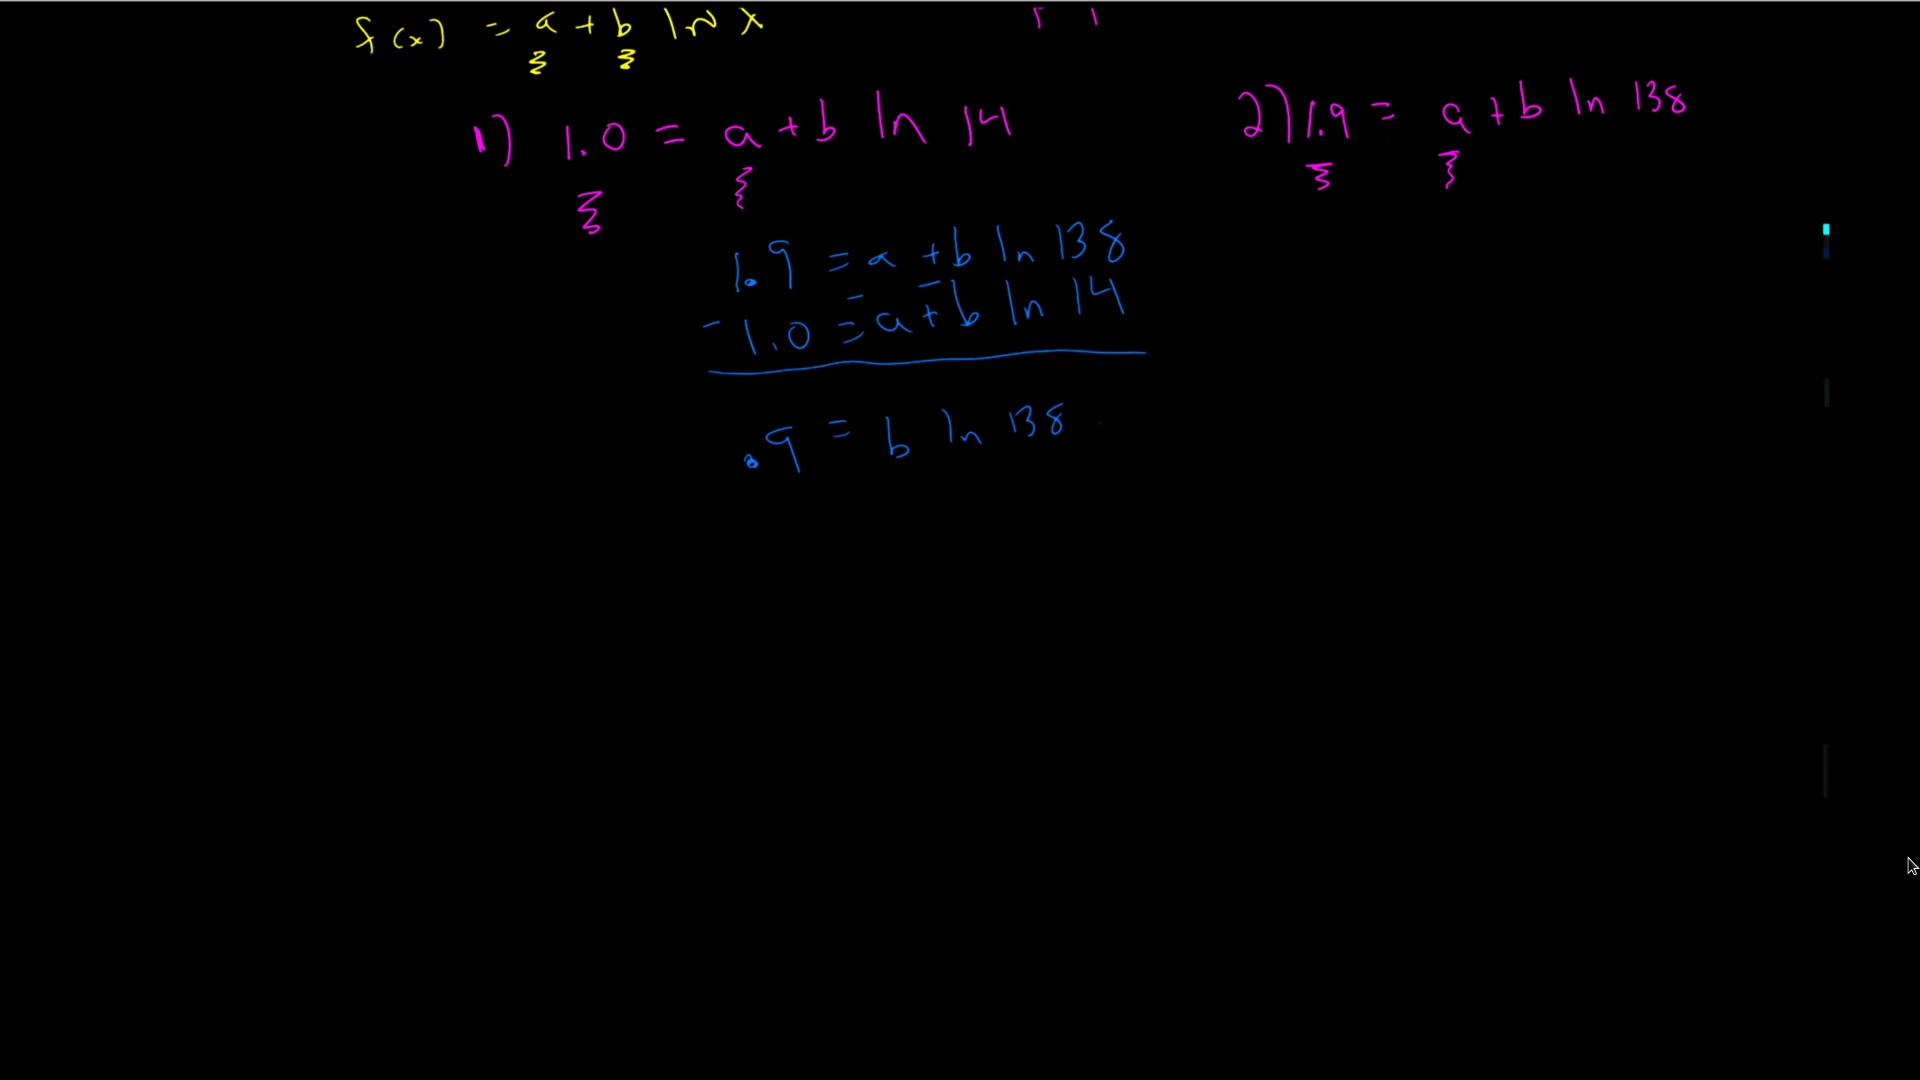 f(x) = a + b ln x
1) 1.0 = a + b ln 14
2) 1.9 = a + b ln 138
1.9 = a + b ln 138
- 1.0 = a + b ln 14
.9 = b ln 138